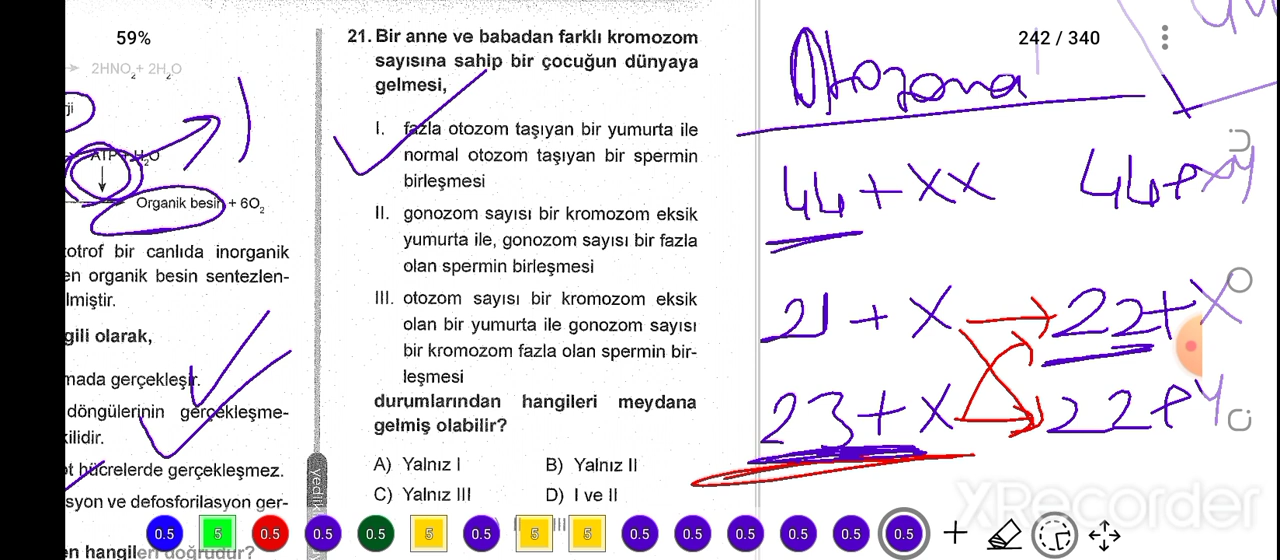 59%
242 / 340
2HNO2 + 2H2O
rji
ATP + H2O
Organik besin + 6O2
totrof bir canlıda inorganik
en organik besin sentezlen-
lmiştir.
gili olarak,
mada gerçekleşir.
döngülerinin gerçekleşme-
kilidir.
ot hücrelerde gerçekleşmez.
syon ve defosforilasyon ger-
en hangileri doğrudur?
21. Bir anne ve babadan farklı kromozom
sayısına sahip bir çocuğun dünyaya
gelmesi,
I. fazla otozom taşıyan bir yumurta ile
normal otozom taşıyan bir spermin
birleşmesi
II. gonozom sayısı bir kromozom eksik
yumurta ile, gonozom sayısı bir fazla
olan spermin birleşmesi
III. otozom sayısı bir kromozom eksik
olan bir yumurta ile gonozom sayısı
bir kromozom fazla olan spermin bir-
leşmesi
durumlarından hangileri meydana
gelmiş olabilir?
A) Yalnız I B) Yalnız II
C) Yalnız III D) I ve II
Otozoma
44 + XX 44 + XY
21 + X 22 + X
23 + X 22 + Y
0.5 5 0.5 0.5 0.5 5 0.5 5 5 0.5 0.5 0.5 0.5 0.5 0.5
XRecorder